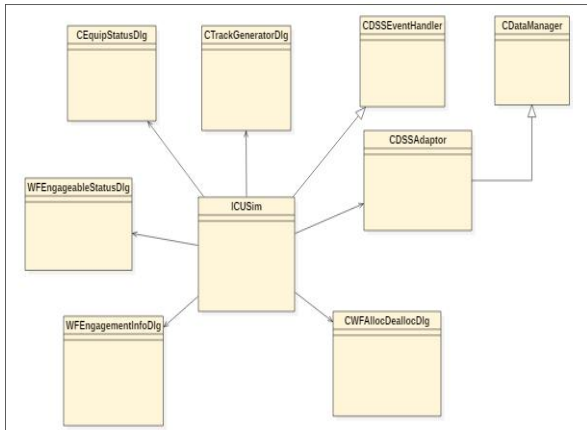 CEquipStatusDlg
CTrackGeneratorDlg
CDSSEventHandler
CDataManager
CDSSAdaptor
WFEngageableStatusDlg
ICUSim
WFEngagementInfoDlg
CWFAllocDeallocDlg